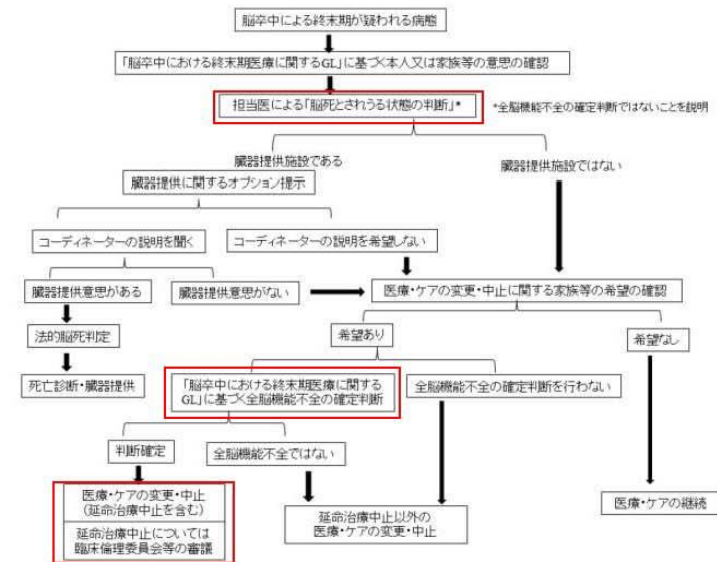 脳卒中による終末期が疑われる病態
「脳卒中における終末期医療に関するGL」に基づく本人又は家族等の意思の確認
担当医による「脳死とされうる状態の判断」*
*全脳機能不全の確定判断ではないことを説明
臓器提供施設である
臓器提供施設ではない
臓器提供に関するオプション提示
コーディネーターの説明を聞く
コーディネーターの説明を希望しない
臓器提供意思がある
臓器提供意思がない
医療・ケアの変更・中止に関する家族等の希望の確認
法的脳死判定
希望あり
希望なし
死亡診断・臓器提供
「脳卒中における終末期医療に関する
GL」に基づく全脳機能不全の確定判断
全脳機能不全の確定判断を行わない
判断確定
全脳機能不全ではない
医療・ケアの変更・中止
(延命治療中止を含む)
延命治療中止については
臨床倫理委員会等の審議
延命治療中止以外の
医療・ケアの変更・中止
医療・ケアの継続